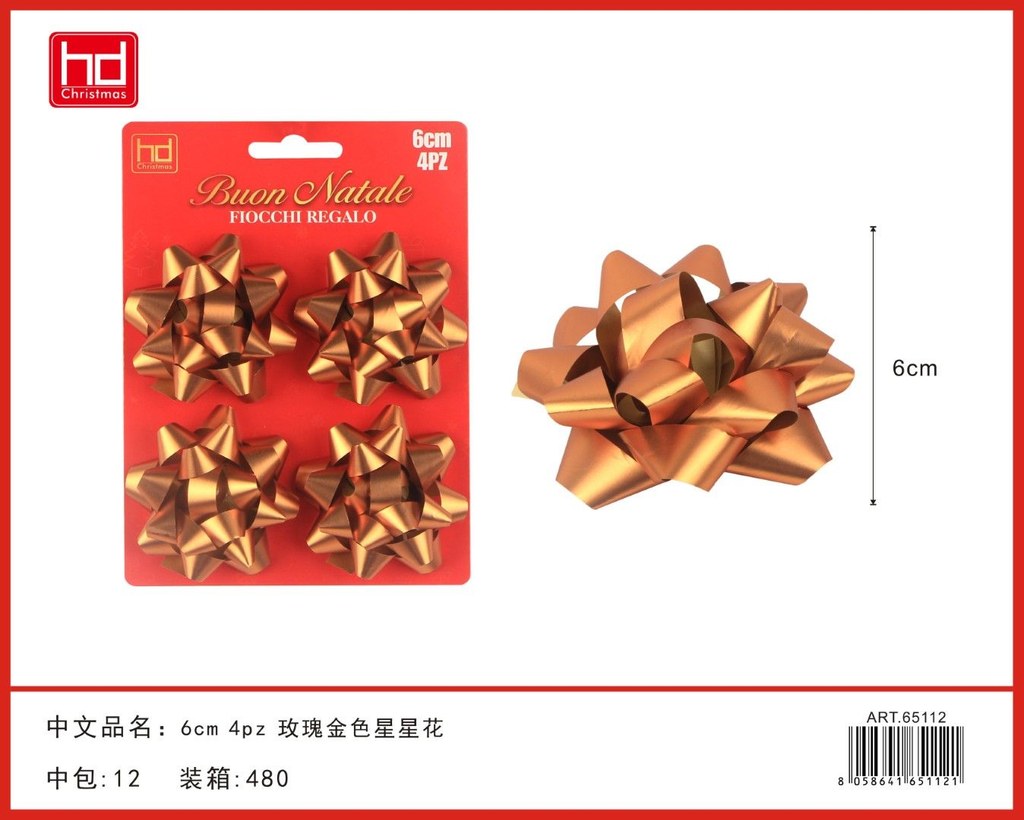 hd
Christmas
hd
Christmas
6cm
4PZ
Buon Natale
FIOCCHI REGALO
6cm
中文品名：6cm 4pz 玫瑰金色星星花
中包:12 装箱:480
ART.65112
8 058641 651121